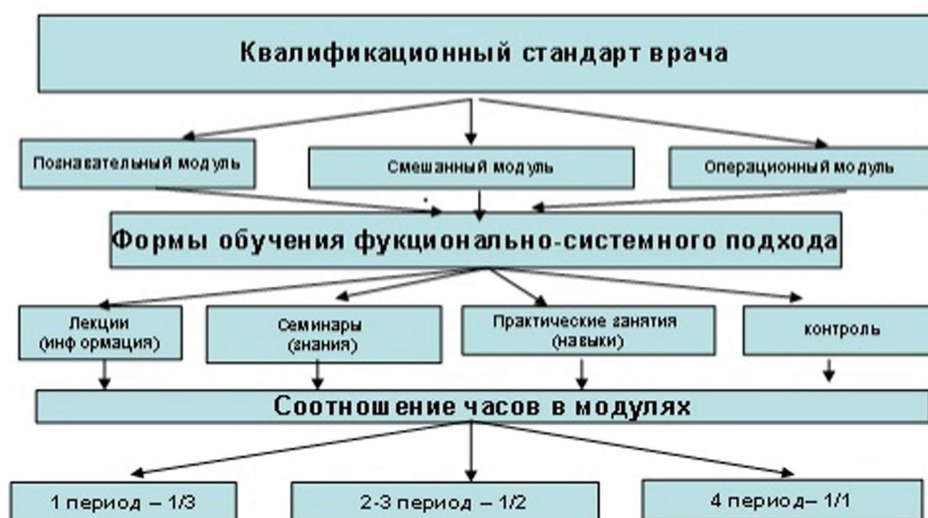 Квалификационный стандарт врача
Познавательный модуль
Смешанный модуль
Операционный модуль
Формы обучения фукционально-системного подхода
Лекции
(информация)
Семинары
(знания)
Практические занятия
(навыки)
контроль
Соотношение часов в модулях
1 период – 1/3
2-3 период – 1/2
4 период– 1/1